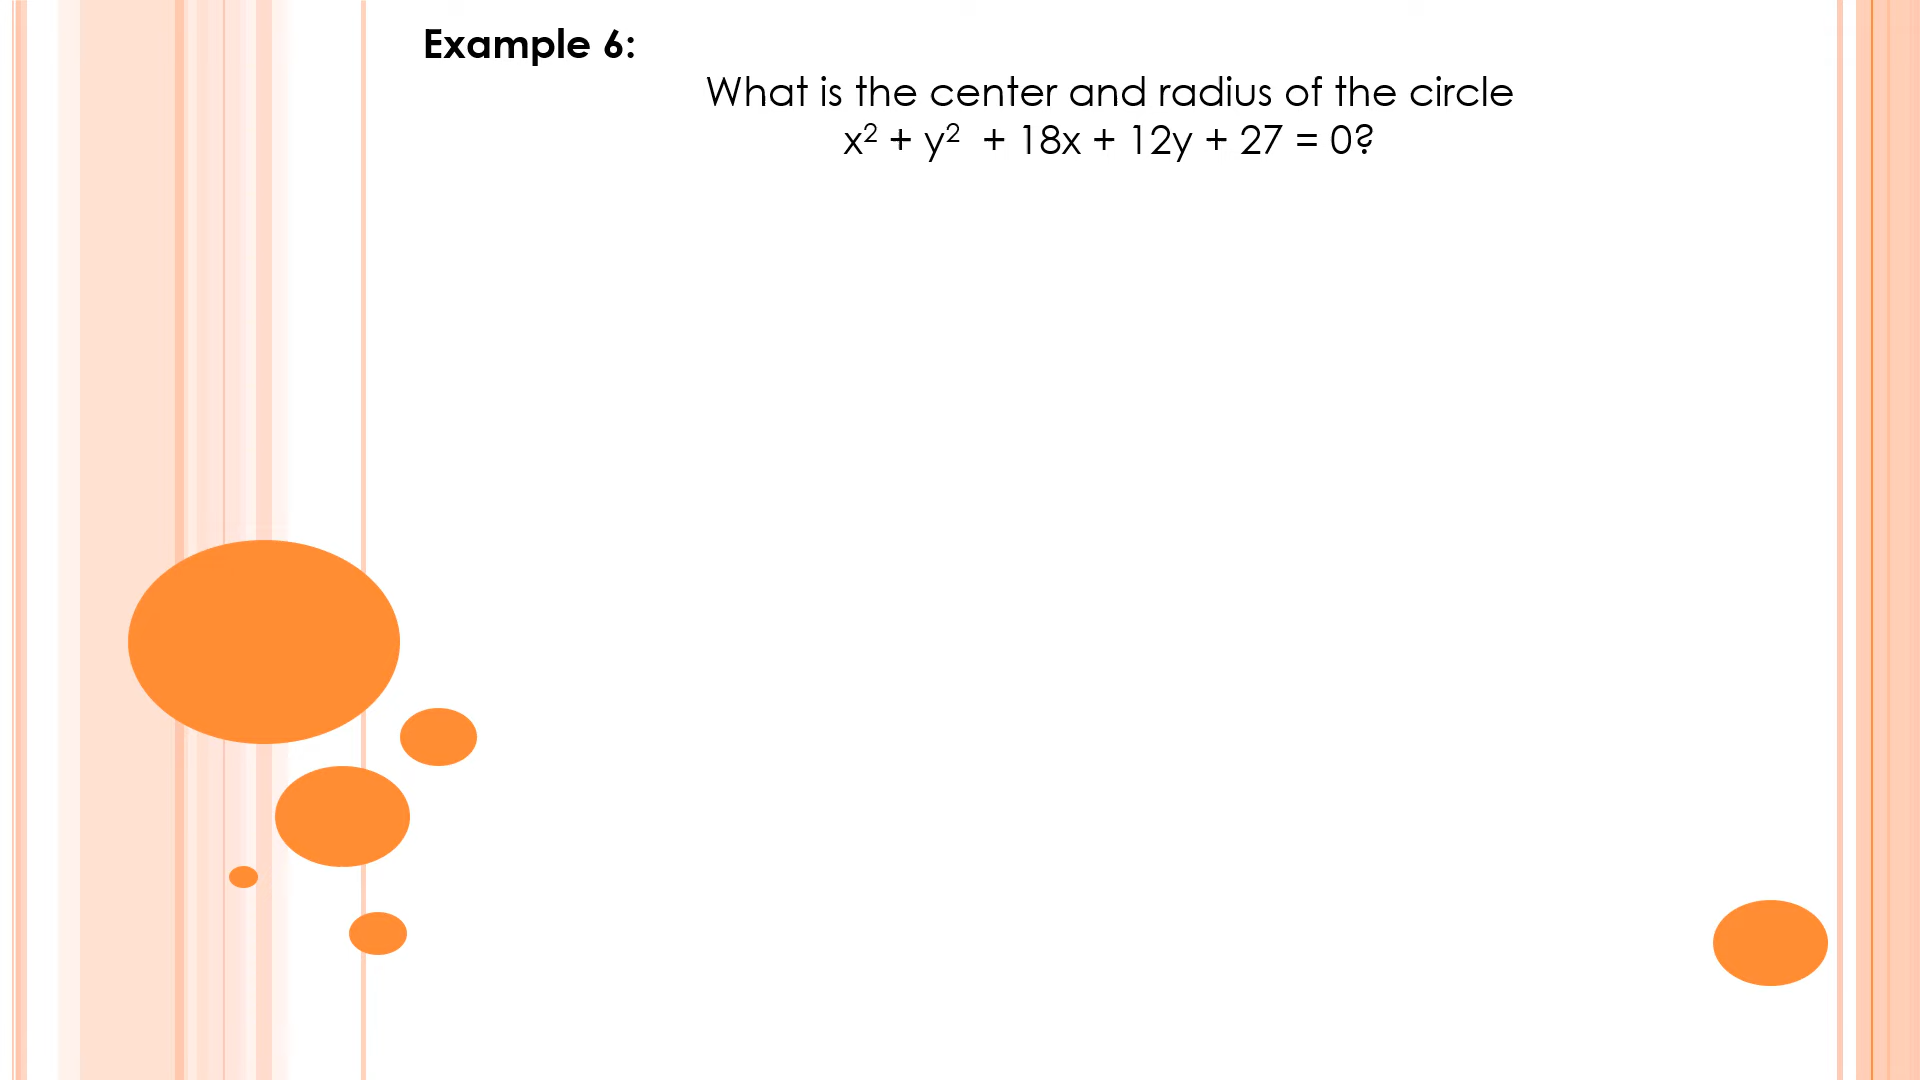 Example 6:
What is the center and radius of the circle
x² + y² + 18x + 12y + 27 = 0?